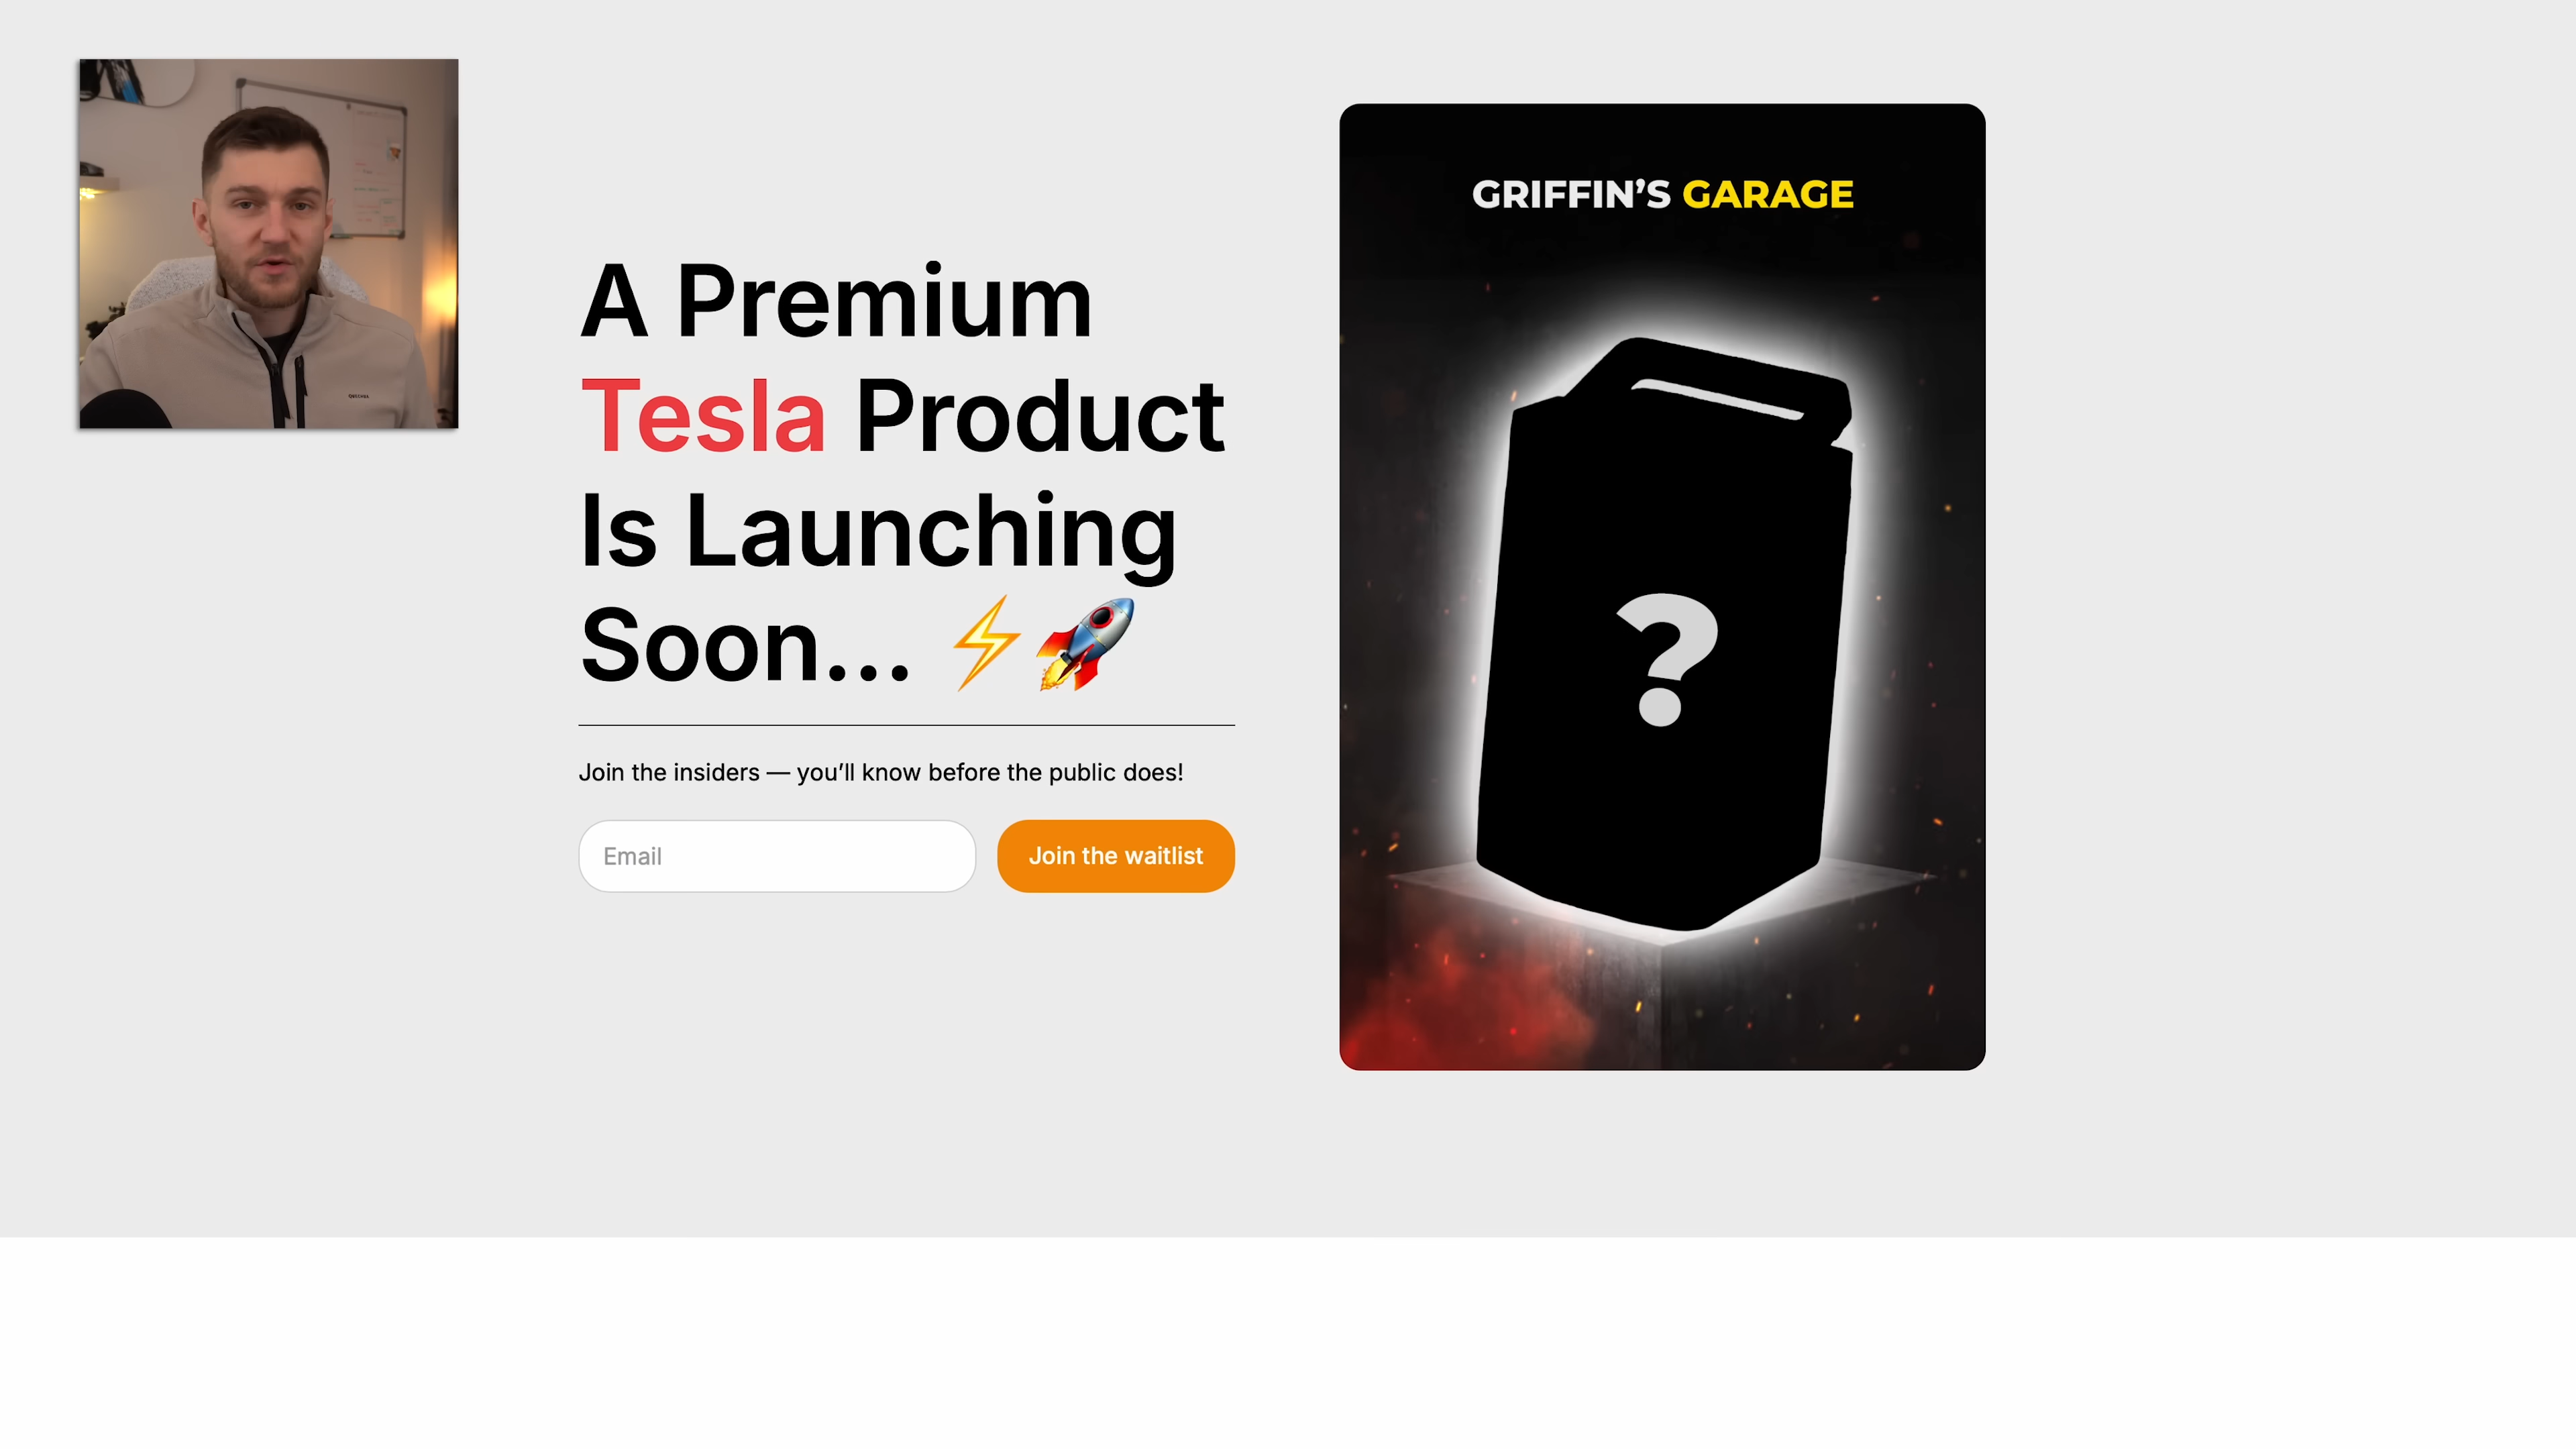 A Premium
Tesla Product
Is Launching
Soon... ⚡🚀
Join the insiders — you'll know before the public does!
Email
Join the waitlist
GRIFFIN'S GARAGE
?